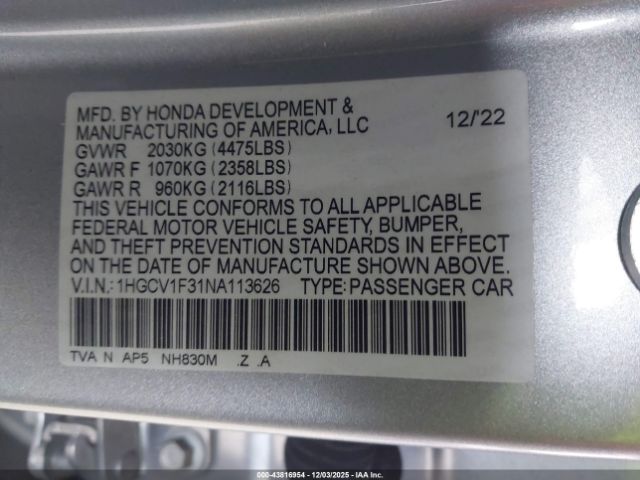 MFD. BY HONDA DEVELOPMENT &
MANUFACTURING OF AMERICA, LLC 12/'22
GVWR 2030KG (4475LBS)
GAWR F 1070KG (2358LBS)
GAWR R 960KG (2116LBS)
THIS VEHICLE CONFORMS TO ALL APPLICABLE
FEDERAL MOTOR VEHICLE SAFETY, BUMPER,
AND THEFT PREVENTION STANDARDS IN EFFECT
ON THE DATE OF MANUFACTURE SHOWN ABOVE.
V.I.N.: 1HGCV1F31NA113626 TYPE: PASSENGER CAR
TVA N AP5 NH830M .Z .A
000-43816954 - 12/03/2025 - IAA Inc.